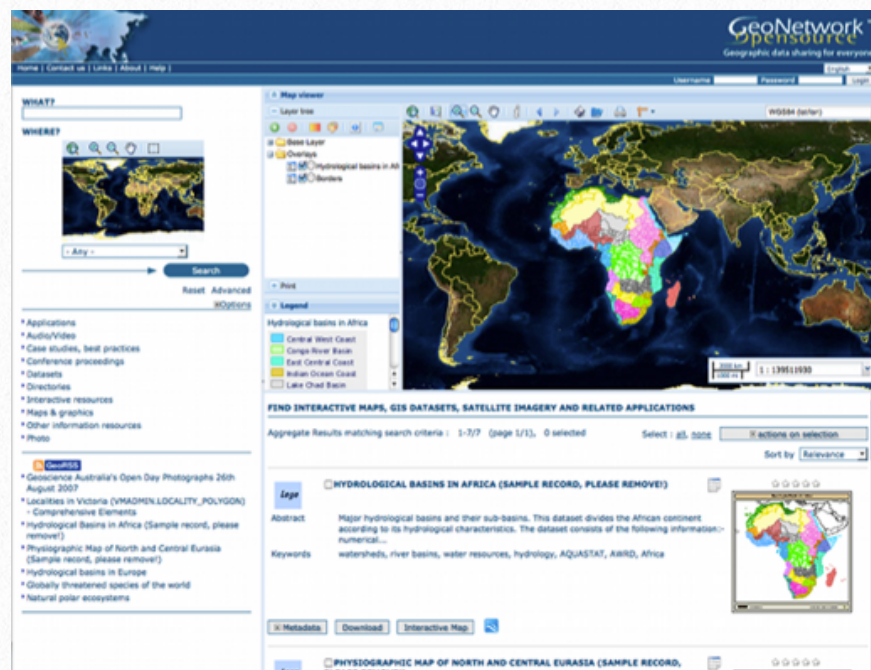 GeoNetwork
Opensource
Geographic data sharing for everyone
Home | Contact us | Links | About | Help |
English
Username
Password
Login
WHAT?
WHERE?
- Any -
Search
Reset Advanced
Options
Applications
Audio/Video
Case studies, best practices
Conference proceedings
Datasets
Directories
Interactive resources
Maps & graphics
Other information resources
Photo
GeoRSS
Geoscience Australia's Open Day Photographs 26th
August 2007
Localities in Victoria (VMADMIN.LOCALITY_POLYGON)
- Comprehensive Elements
Hydrological Basins in Africa (Sample record, please
remove!)
Physiographic Map of North and Central Eurasia
(Sample record, please remove!)
Hydrological basins in Europe
Globally threatened species of the world
Natural polar ecosystems
Map viewer
Layer tree
Base Layer
Overlays
Hydrological basins in Af
Borders
Print
Legend
Hydrological basins in Africa
Central West Coast
Congo River Basin
East Central Coast
Indian Ocean Coast
Lake Chad Basin
WGS84 (lat/lon)
1 : 139511930
FIND INTERACTIVE MAPS, GIS DATASETS, SATELLITE IMAGERY AND RELATED APPLICATIONS
Aggregate Results matching search criteria : 1-7/7 (page 1/1), 0 selected
Select : all, none
actions on selection
Sort by Relevance
Logo
HYDROLOGICAL BASINS IN AFRICA (SAMPLE RECORD, PLEASE REMOVE!)
Abstract Major hydrological basins and their sub-basins. This dataset divides the African continent
according to its hydrological characteristics. The dataset consists of the following information:-
numerical...
Keywords watersheds, river basins, water resources, hydrology, AQUASTAT, AWRD, Africa
Metadata Download Interactive Map
PHYSIOGRAPHIC MAP OF NORTH AND CENTRAL EURASIA (SAMPLE RECORD,